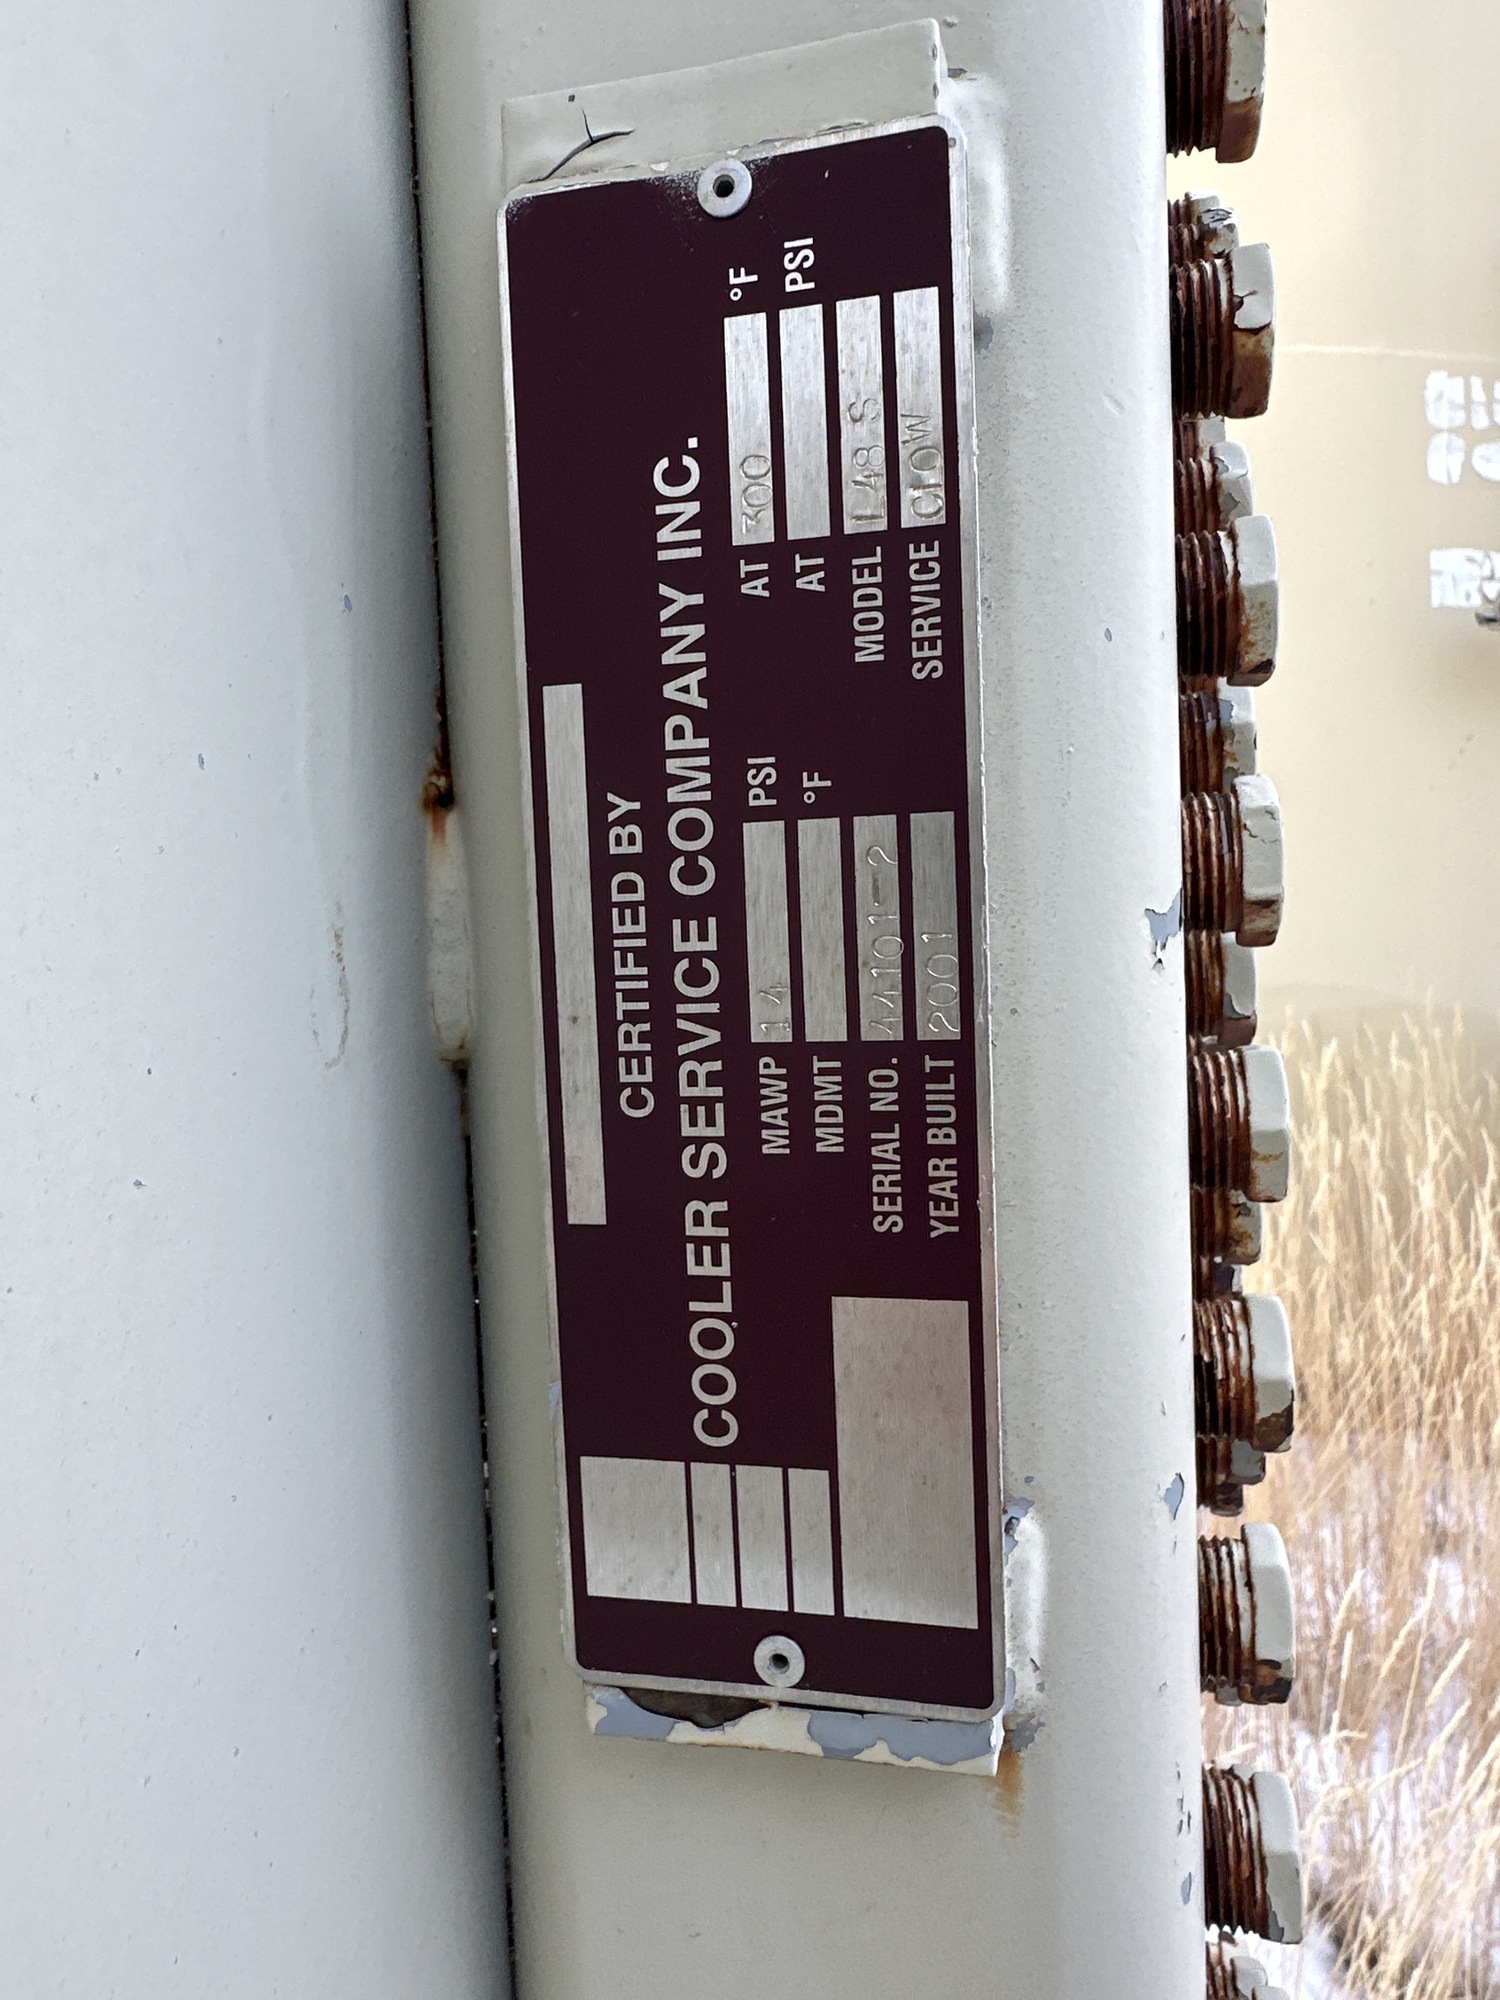 CERTIFIED BY
COOLER SERVICE COMPANY INC.
MAWP 14 PSI AT 300 °F
MDMT °F AT PSI
SERIAL NO. 44101-2 MODEL L48 S
YEAR BUILT 2001 SERVICE CLOW